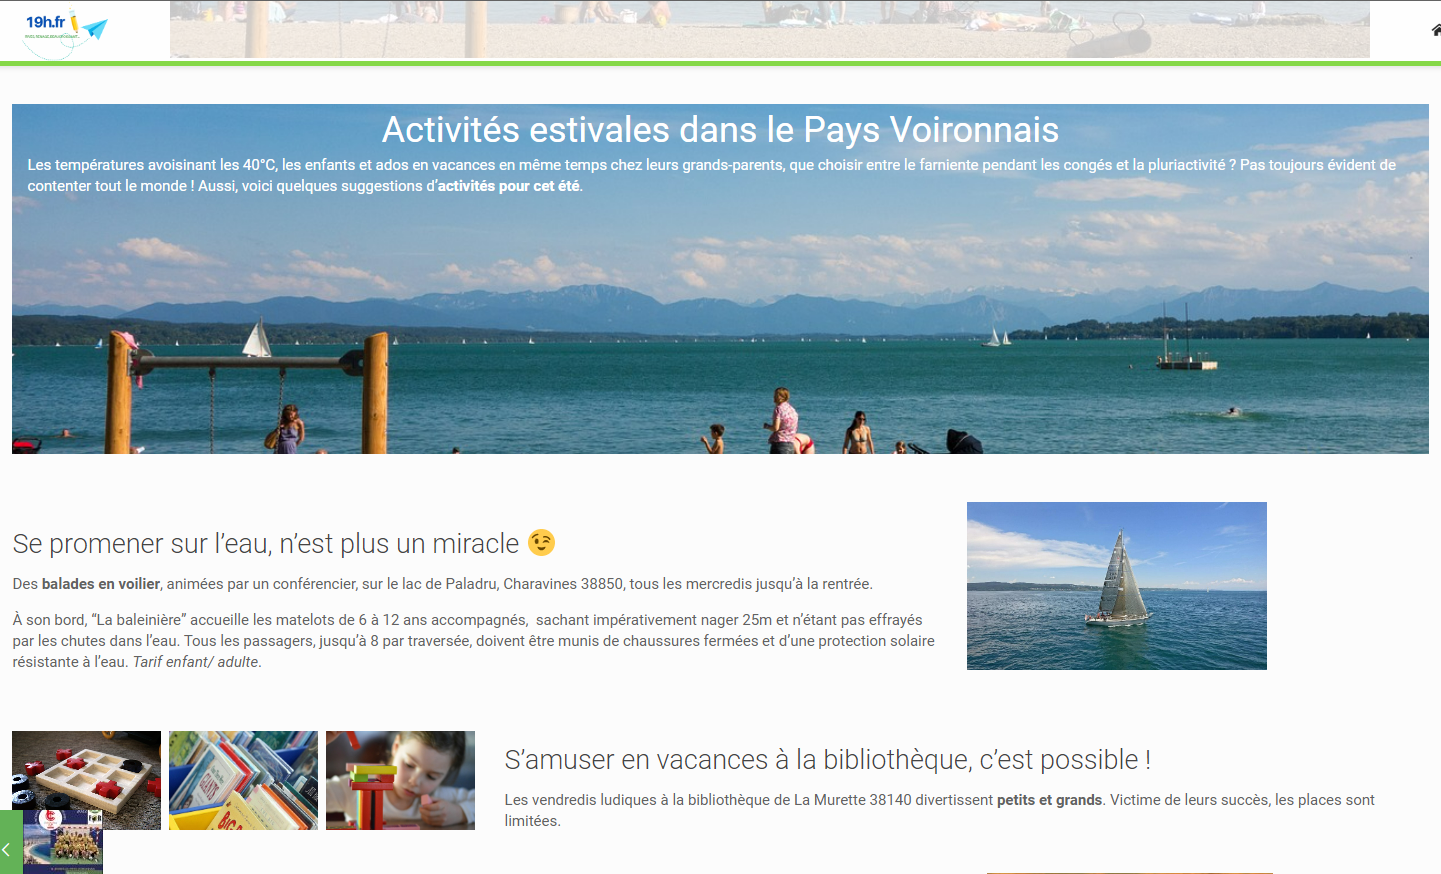 19h.fr
Activités estivales dans le Pays Voironnais
Les températures avoisinant les 40°C, les enfants et ados en vacances en même temps chez leurs grands-parents, que choisir entre le farniente pendant les congés et la pluriactivité ? Pas toujours évident de
contenter tout le monde ! Aussi, voici quelques suggestions d’activités pour cet été.
Se promener sur l’eau, n’est plus un miracle 😉
Des balades en voilier, animées par un conférencier, sur le lac de Paladru, Charavines 38850, tous les mercredis jusqu’à la rentrée.
À son bord, “La baleinière” accueille les matelots de 6 à 12 ans accompagnés, sachant impérativement nager 25m et n’étant pas effrayés
par les chutes dans l’eau. Tous les passagers, jusqu’à 8 par traversée, doivent être munis de chaussures fermées et d’une protection solaire
résistante à l’eau. Tarif enfant/ adulte.
S’amuser en vacances à la bibliothèque, c’est possible !
Les vendredis ludiques à la bibliothèque de La Murette 38140 divertissent petits et grands. Victime de leurs succès, les places sont
limitées.